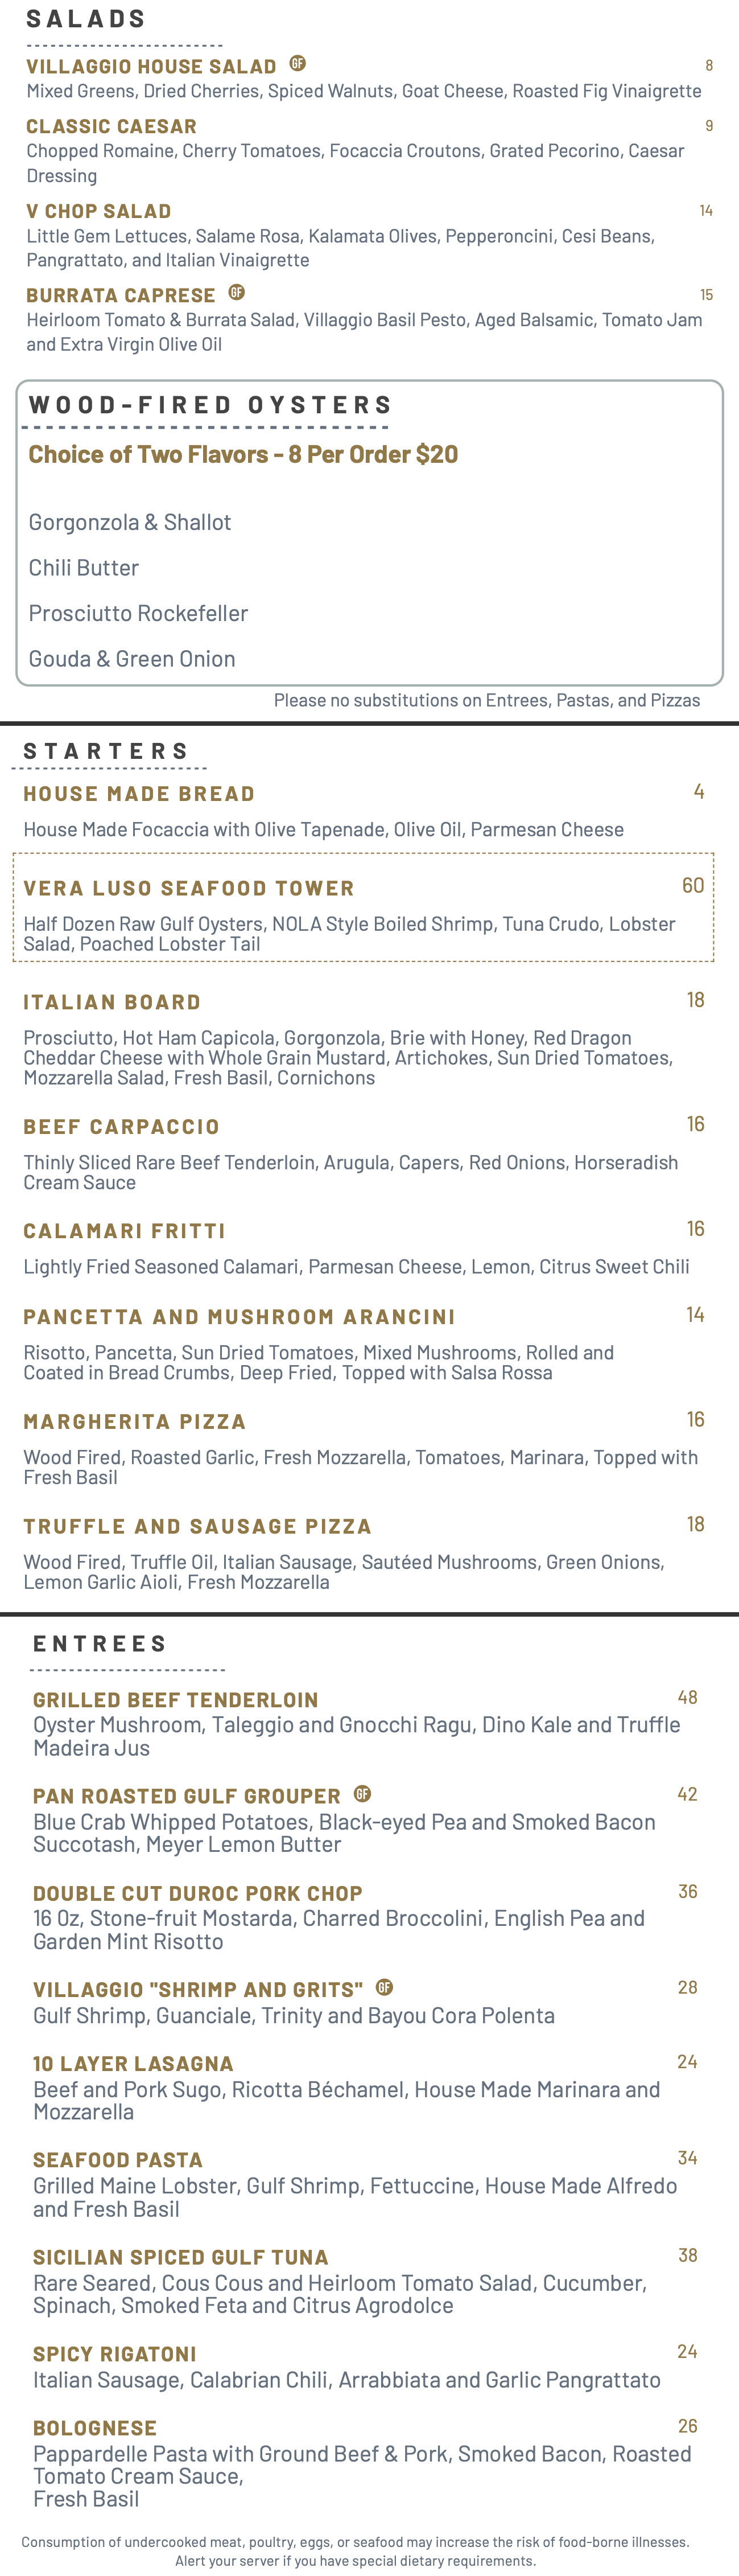 SALADS
VILLAGGIO HOUSE SALAD GF 8
Mixed Greens, Dried Cherries, Spiced Walnuts, Goat Cheese, Roasted Fig Vinaigrette
CLASSIC CAESAR 9
Chopped Romaine, Cherry Tomatoes, Focaccia Croutons, Grated Pecorino, Caesar
Dressing
V CHOP SALAD 14
Little Gem Lettuces, Salame Rosa, Kalamata Olives, Pepperoncini, Cesi Beans,
Pangrattato, and Italian Vinaigrette
BURRATA CAPRESE GF 15
Heirloom Tomato & Burrata Salad, Villaggio Basil Pesto, Aged Balsamic, Tomato Jam
and Extra Virgin Olive Oil
WOOD-FIRED OYSTERS
Choice of Two Flavors - 8 Per Order $20
Gorgonzola & Shallot
Chili Butter
Prosciutto Rockefeller
Gouda & Green Onion
Please no substitutions on Entrees, Pastas, and Pizzas
STARTERS
HOUSE MADE BREAD 4
House Made Focaccia with Olive Tapenade, Olive Oil, Parmesan Cheese
VERA LUSO SEAFOOD TOWER 60
Half Dozen Raw Gulf Oysters, NOLA Style Boiled Shrimp, Tuna Crudo, Lobster
Salad, Poached Lobster Tail
ITALIAN BOARD 18
Prosciutto, Hot Ham Capicola, Gorgonzola, Brie with Honey, Red Dragon
Cheddar Cheese with Whole Grain Mustard, Artichokes, Sun Dried Tomatoes,
Mozzarella Salad, Fresh Basil, Cornichons
BEEF CARPACCIO 16
Thinly Sliced Rare Beef Tenderloin, Arugula, Capers, Red Onions, Horseradish
Cream Sauce
CALAMARI FRITTI 16
Lightly Fried Seasoned Calamari, Parmesan Cheese, Lemon, Citrus Sweet Chili
PANCETTA AND MUSHROOM ARANCINI 14
Risotto, Pancetta, Sun Dried Tomatoes, Mixed Mushrooms, Rolled and
Coated in Bread Crumbs, Deep Fried, Topped with Salsa Rossa
MARGHERITA PIZZA 16
Wood Fired, Roasted Garlic, Fresh Mozzarella, Tomatoes, Marinara, Topped with
Fresh Basil
TRUFFLE AND SAUSAGE PIZZA 18
Wood Fired, Truffle Oil, Italian Sausage, Sautéed Mushrooms, Green Onions,
Lemon Garlic Aioli, Fresh Mozzarella
ENTREES
GRILLED BEEF TENDERLOIN 48
Oyster Mushroom, Taleggio and Gnocchi Ragu, Dino Kale and Truffle
Madeira Jus
PAN ROASTED GULF GROUPER GF 42
Blue Crab Whipped Potatoes, Black-eyed Pea and Smoked Bacon
Succotash, Meyer Lemon Butter
DOUBLE CUT DUROC PORK CHOP 36
16 Oz, Stone-fruit Mostarda, Charred Broccolini, English Pea and
Garden Mint Risotto
VILLAGGIO "SHRIMP AND GRITS" GF 28
Gulf Shrimp, Guanciale, Trinity and Bayou Cora Polenta
10 LAYER LASAGNA 24
Beef and Pork Sugo, Ricotta Béchamel, House Made Marinara and
Mozzarella
SEAFOOD PASTA 34
Grilled Maine Lobster, Gulf Shrimp, Fettuccine, House Made Alfredo
and Fresh Basil
SICILIAN SPICED GULF TUNA 38
Rare Seared, Cous Cous and Heirloom Tomato Salad, Cucumber,
Spinach, Smoked Feta and Citrus Agrodolce
SPICY RIGATONI 24
Italian Sausage, Calabrian Chili, Arrabbiata and Garlic Pangrattato
BOLOGNESE 26
Pappardelle Pasta with Ground Beef & Pork, Smoked Bacon, Roasted
Tomato Cream Sauce,
Fresh Basil
Consumption of undercooked meat, poultry, eggs, or seafood may increase the risk of food-borne illnesses.
Alert your server if you have special dietary requirements.